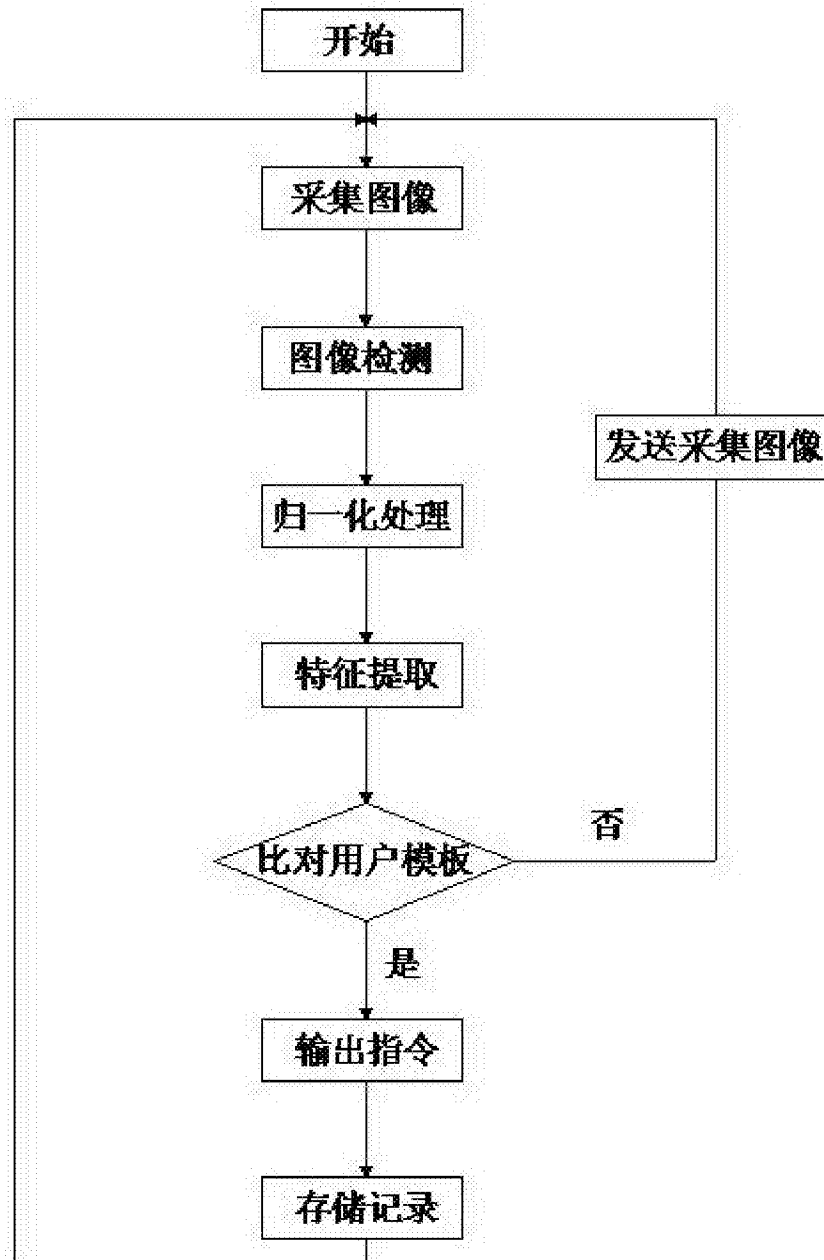 开始
采集图像
图像检测
发送采集图像
归一化处理
特征提取
比对用户模板
否
是
输出指令
存储记录